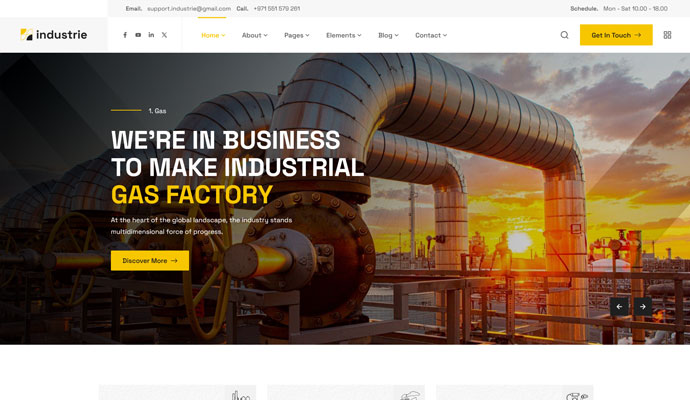 Email. support.industrie@gmail.com Call. +971 551 579 261 Schedule. Mon - Sat 10.00 - 18.00
industrie Home About Pages Elements Blog Contact Get In Touch
1. Gas
WE'RE IN BUSINESS
TO MAKE INDUSTRIAL
GAS FACTORY
At the heart of the global landscape, the industry stands
multidimensional force of progress.
Discover More